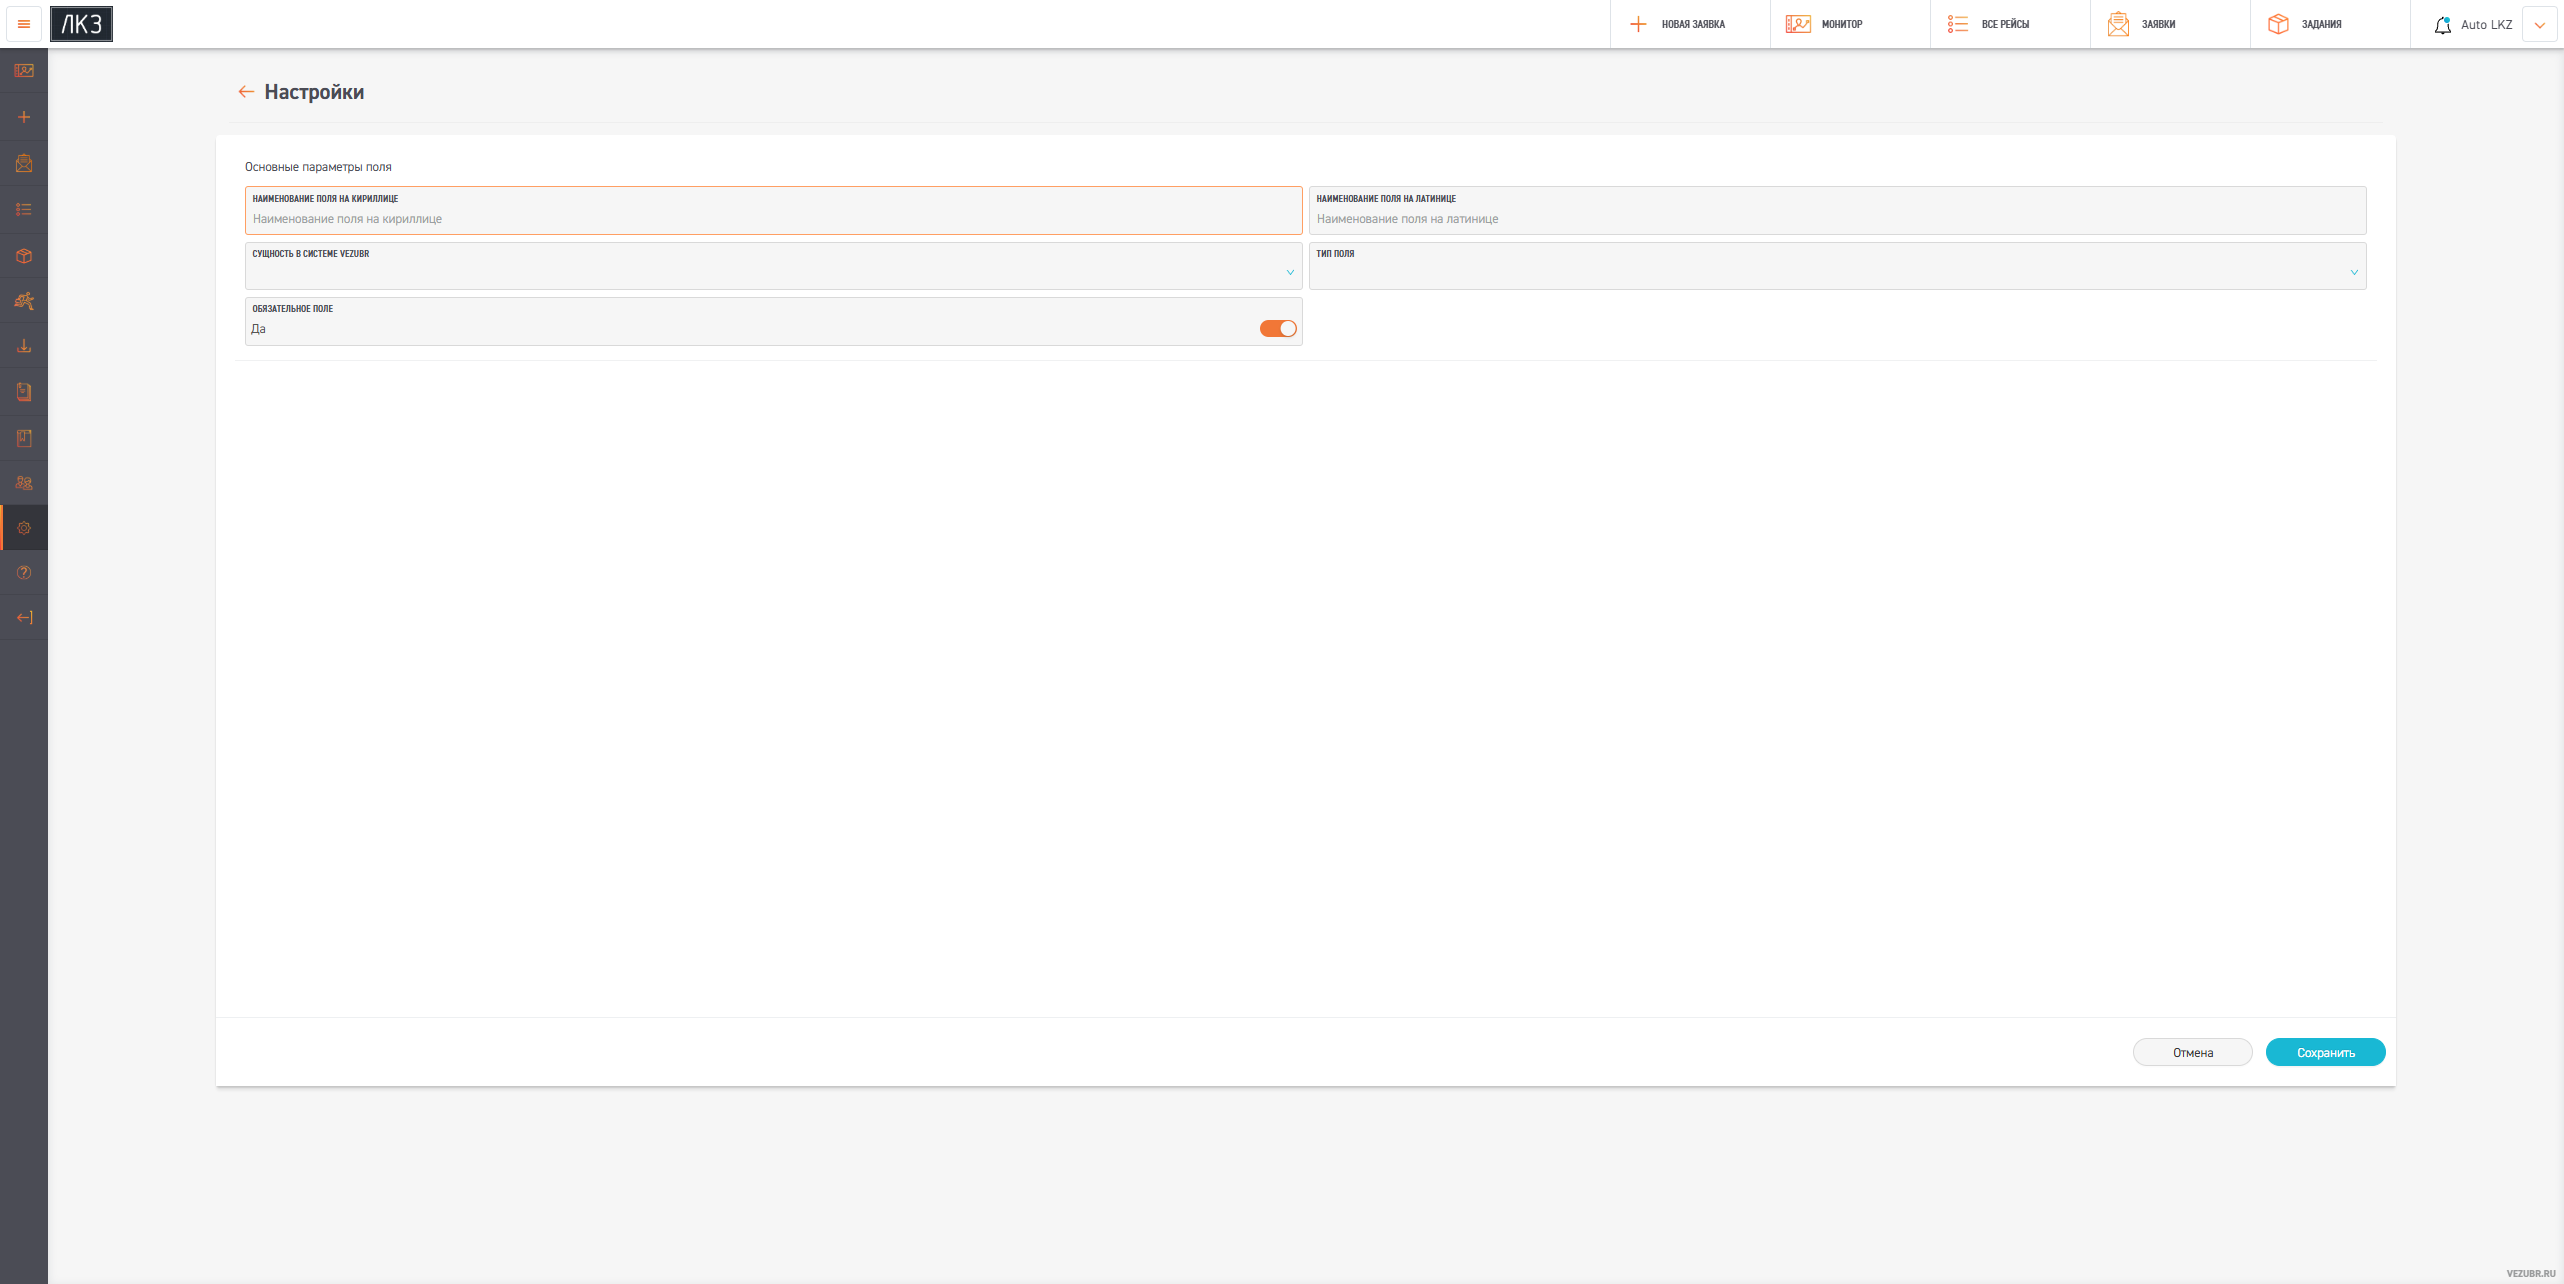 ЛКЗ
НОВАЯ ЗАЯВКА
МОНИТОР
ВСЕ РЕЙСЫ
ЗАЯВКИ
ЗАДАНИЯ
Auto LKZ
Настройки
Основные параметры поля
НАИМЕНОВАНИЕ ПОЛЯ НА КИРИЛЛИЦЕ
Наименование поля на кириллице
НАИМЕНОВАНИЕ ПОЛЯ НА ЛАТИНИЦЕ
Наименование поля на латинице
СУЩНОСТЬ В СИСТЕМЕ VEZUBR
ТИП ПОЛЯ
ОБЯЗАТЕЛЬНОЕ ПОЛЕ
Да
Отмена
Сохранить
VEZUBR.RU